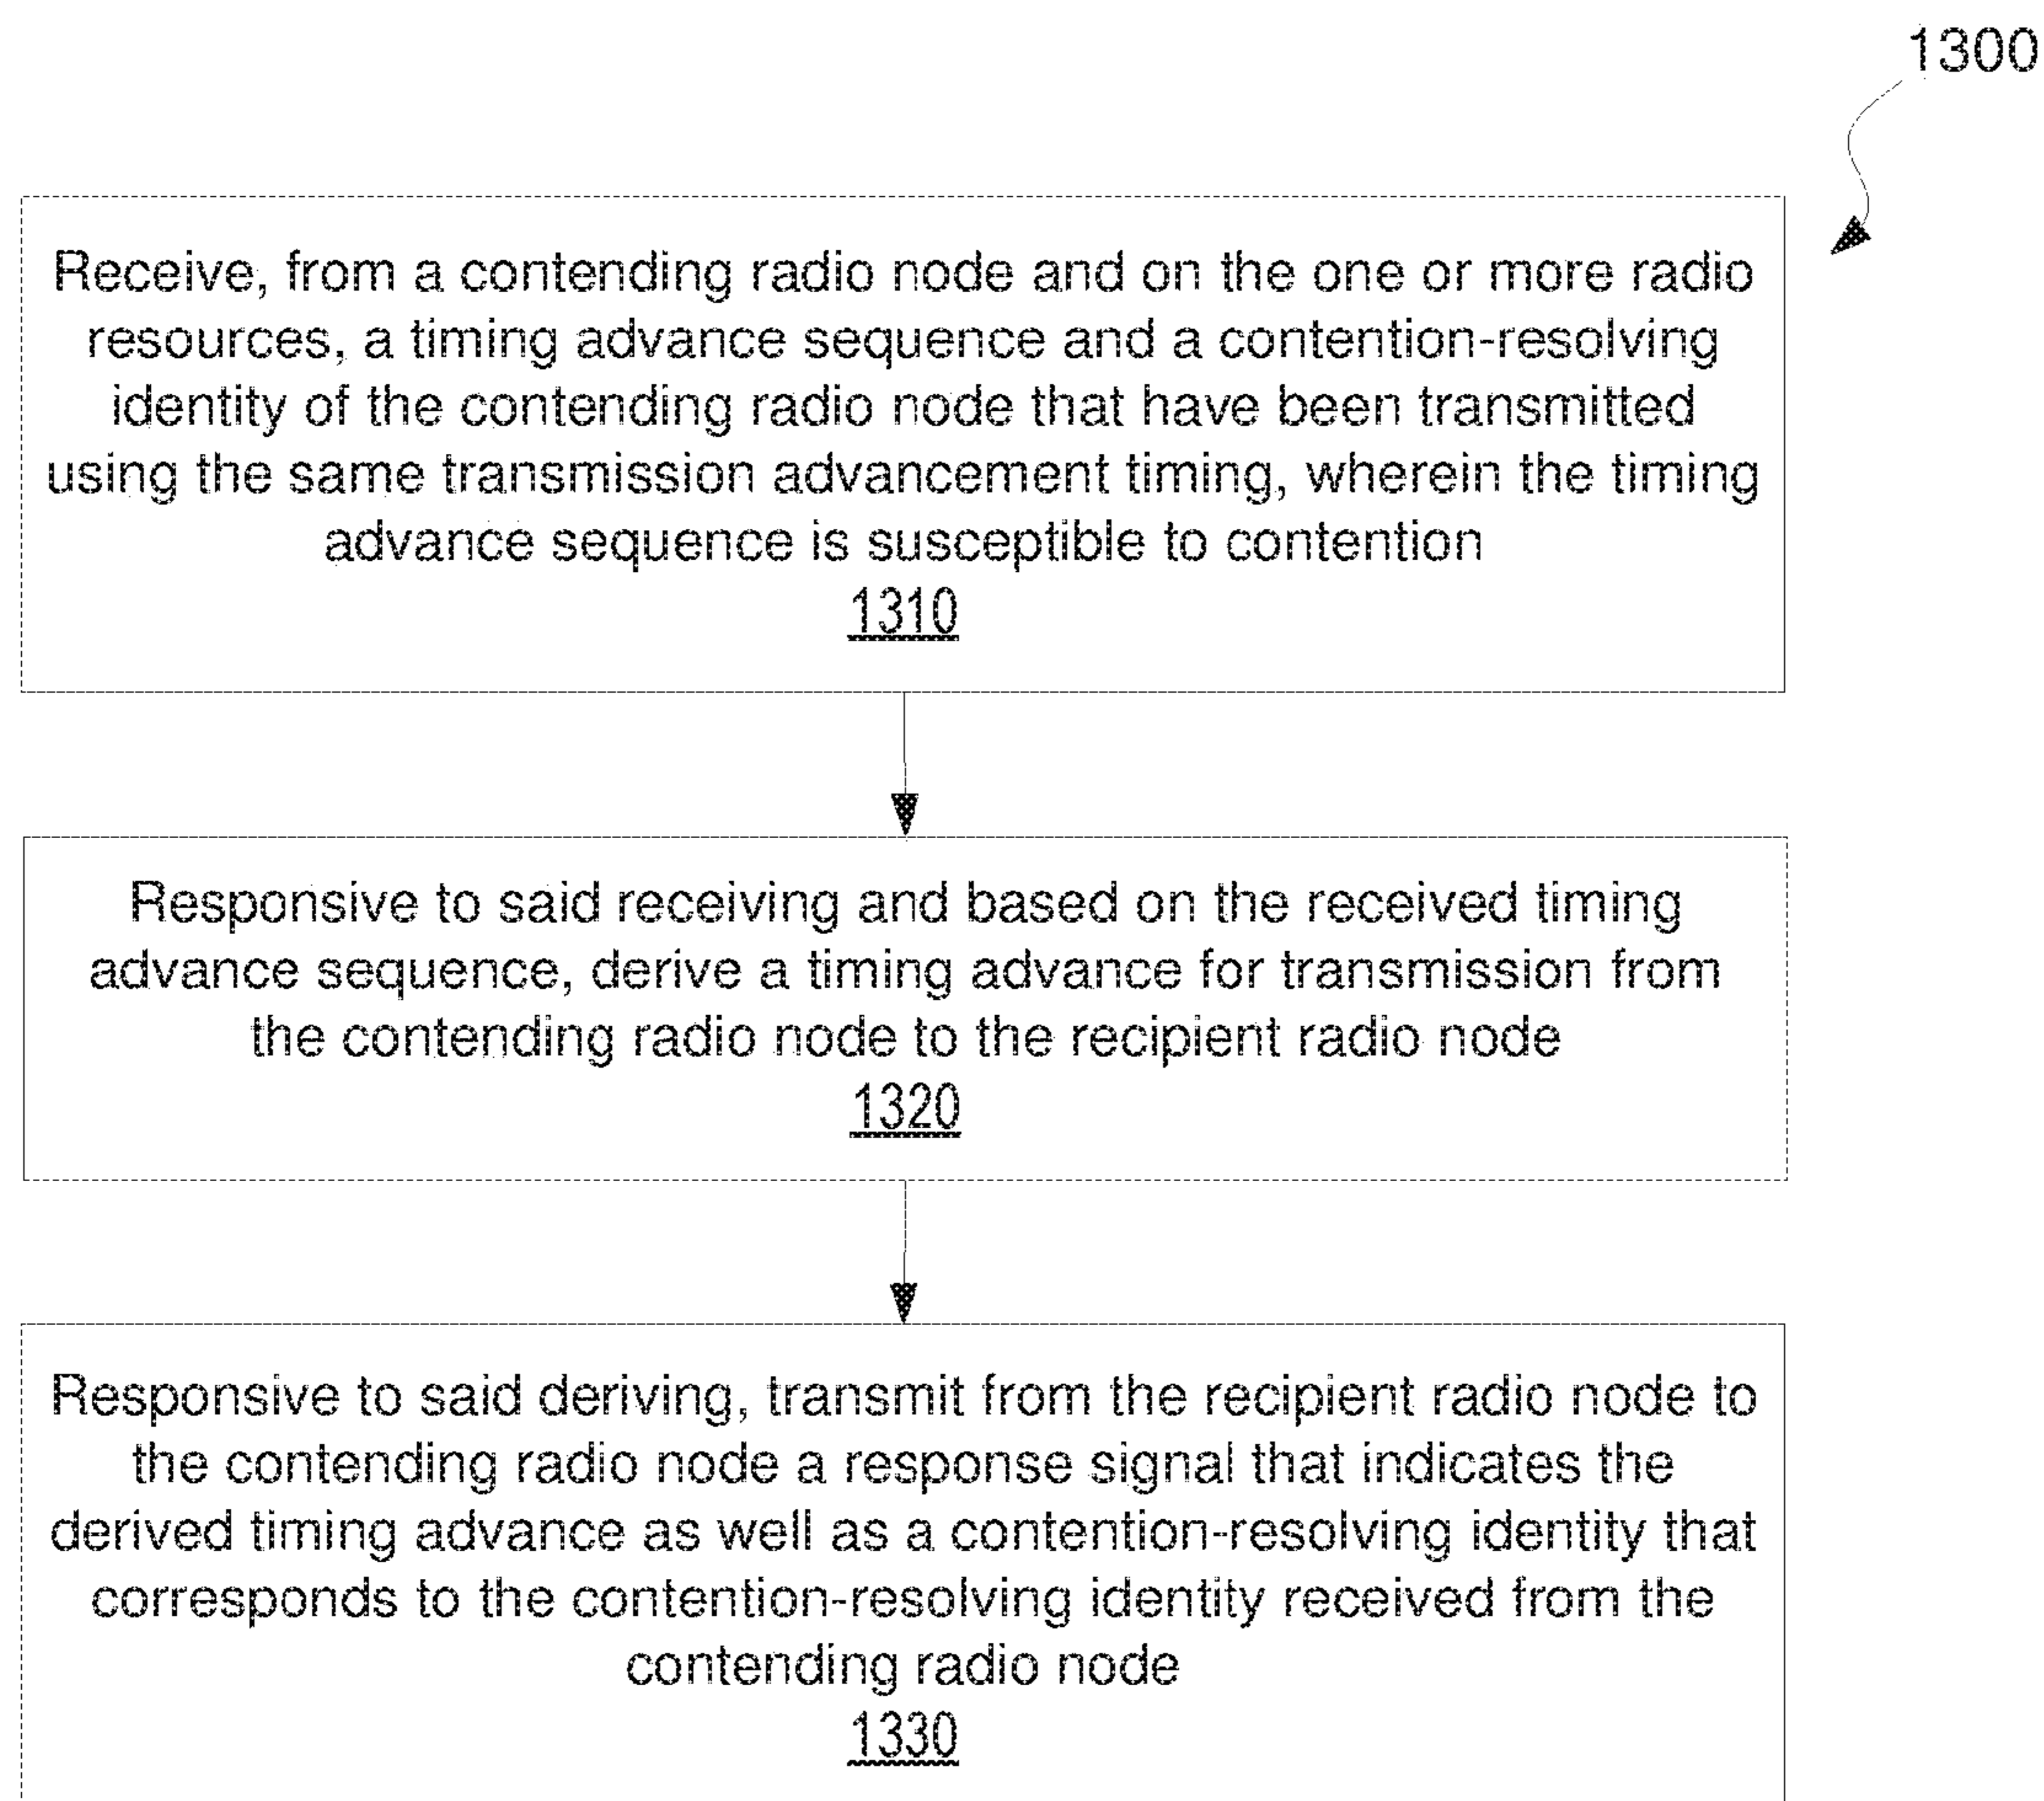 1300
Receive, from a contending radio node and on the one or more radio
resources, a timing advance sequence and a contention-resolving
identity of the contending radio node that have been transmitted
using the same transmission advancement timing, wherein the timing
advance sequence is susceptible to contention
1310
Responsive to said receiving and based on the received timing
advance sequence, derive a timing advance for transmission from
the contending radio node to the recipient radio node
1320
Responsive to said deriving, transmit from the recipient radio node to
the contending radio node a response signal that indicates the
derived timing advance as well as a contention-resolving identity that
corresponds to the contention-resolving identity received from the
contending radio node
1330